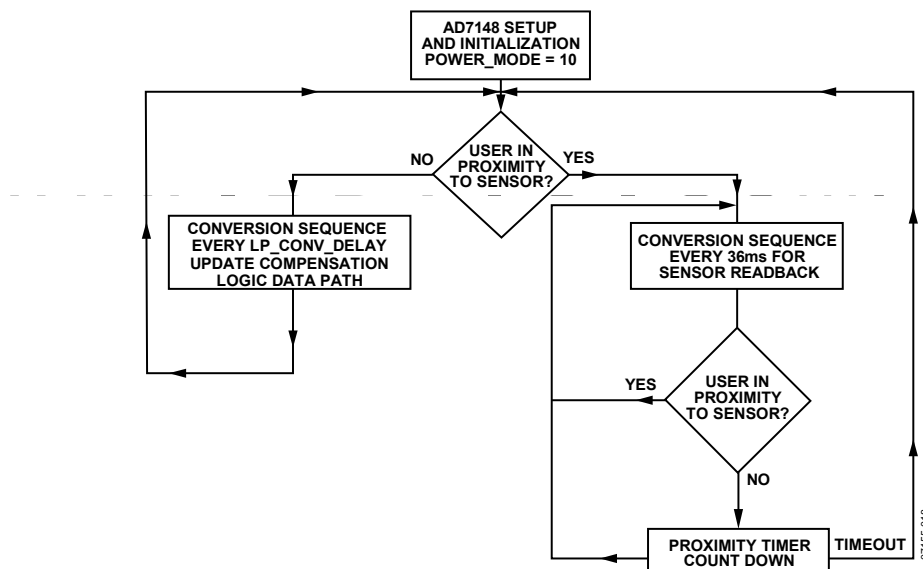 AD7148 SETUP
AND INITIALIZATION
POWER_MODE = 10
USER IN
PROXIMITY
TO SENSOR?
NO
YES
CONVERSION SEQUENCE
EVERY LP_CONV_DELAY
UPDATE COMPENSATION
LOGIC DATA PATH
CONVERSION SEQUENCE
EVERY 36ms FOR
SENSOR READBACK
YES
USER IN
PROXIMITY
TO SENSOR?
NO
PROXIMITY TIMER
COUNT DOWN
TIMEOUT